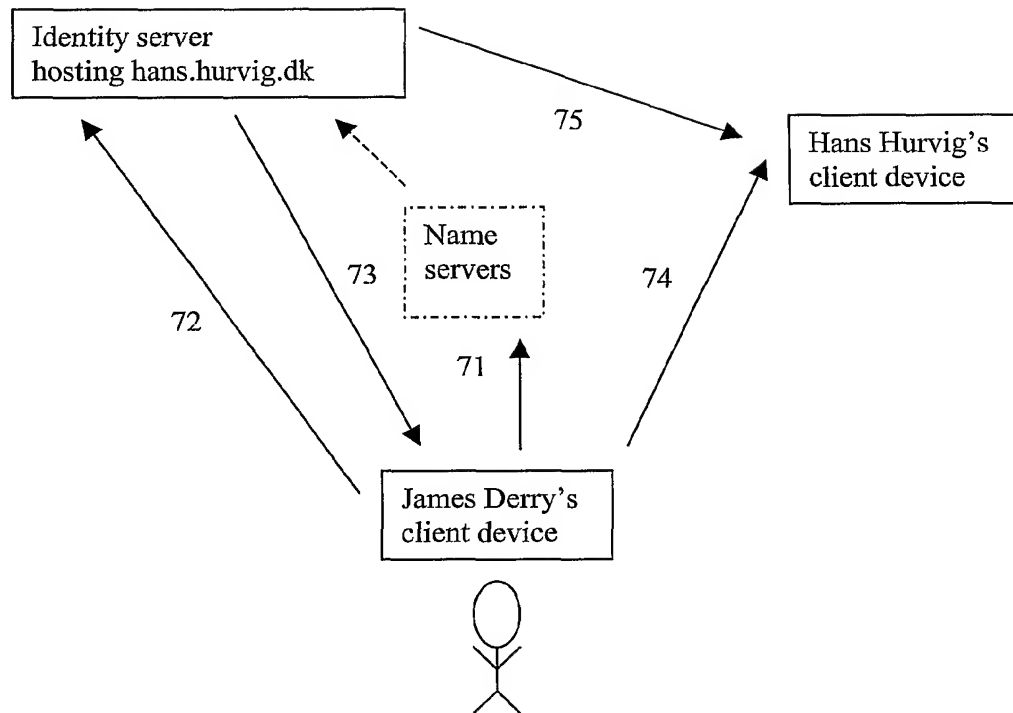 Identity server
hosting hans.hurvig.dk
75
Hans Hurvig's
client device
Name
servers
73
74
72
71
James Derry's
client device